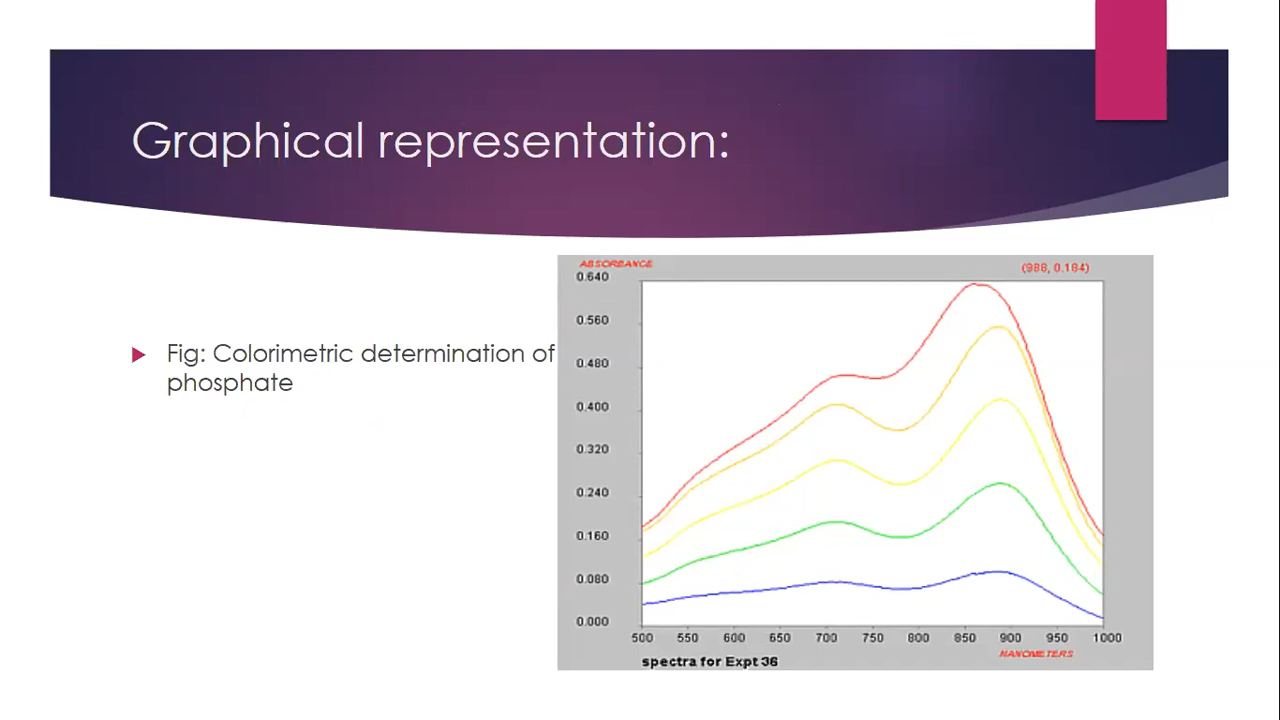 Graphical representation:
Fig: Colorimetric determination of
phosphate
ABSORBANCE
(988, 0.184)
0.640
0.560
0.480
0.400
0.320
0.240
0.160
0.080
0.000
500 550 600 650 700 750 800 850 900 950 1000
NANOMETERS
spectra for Expt 36